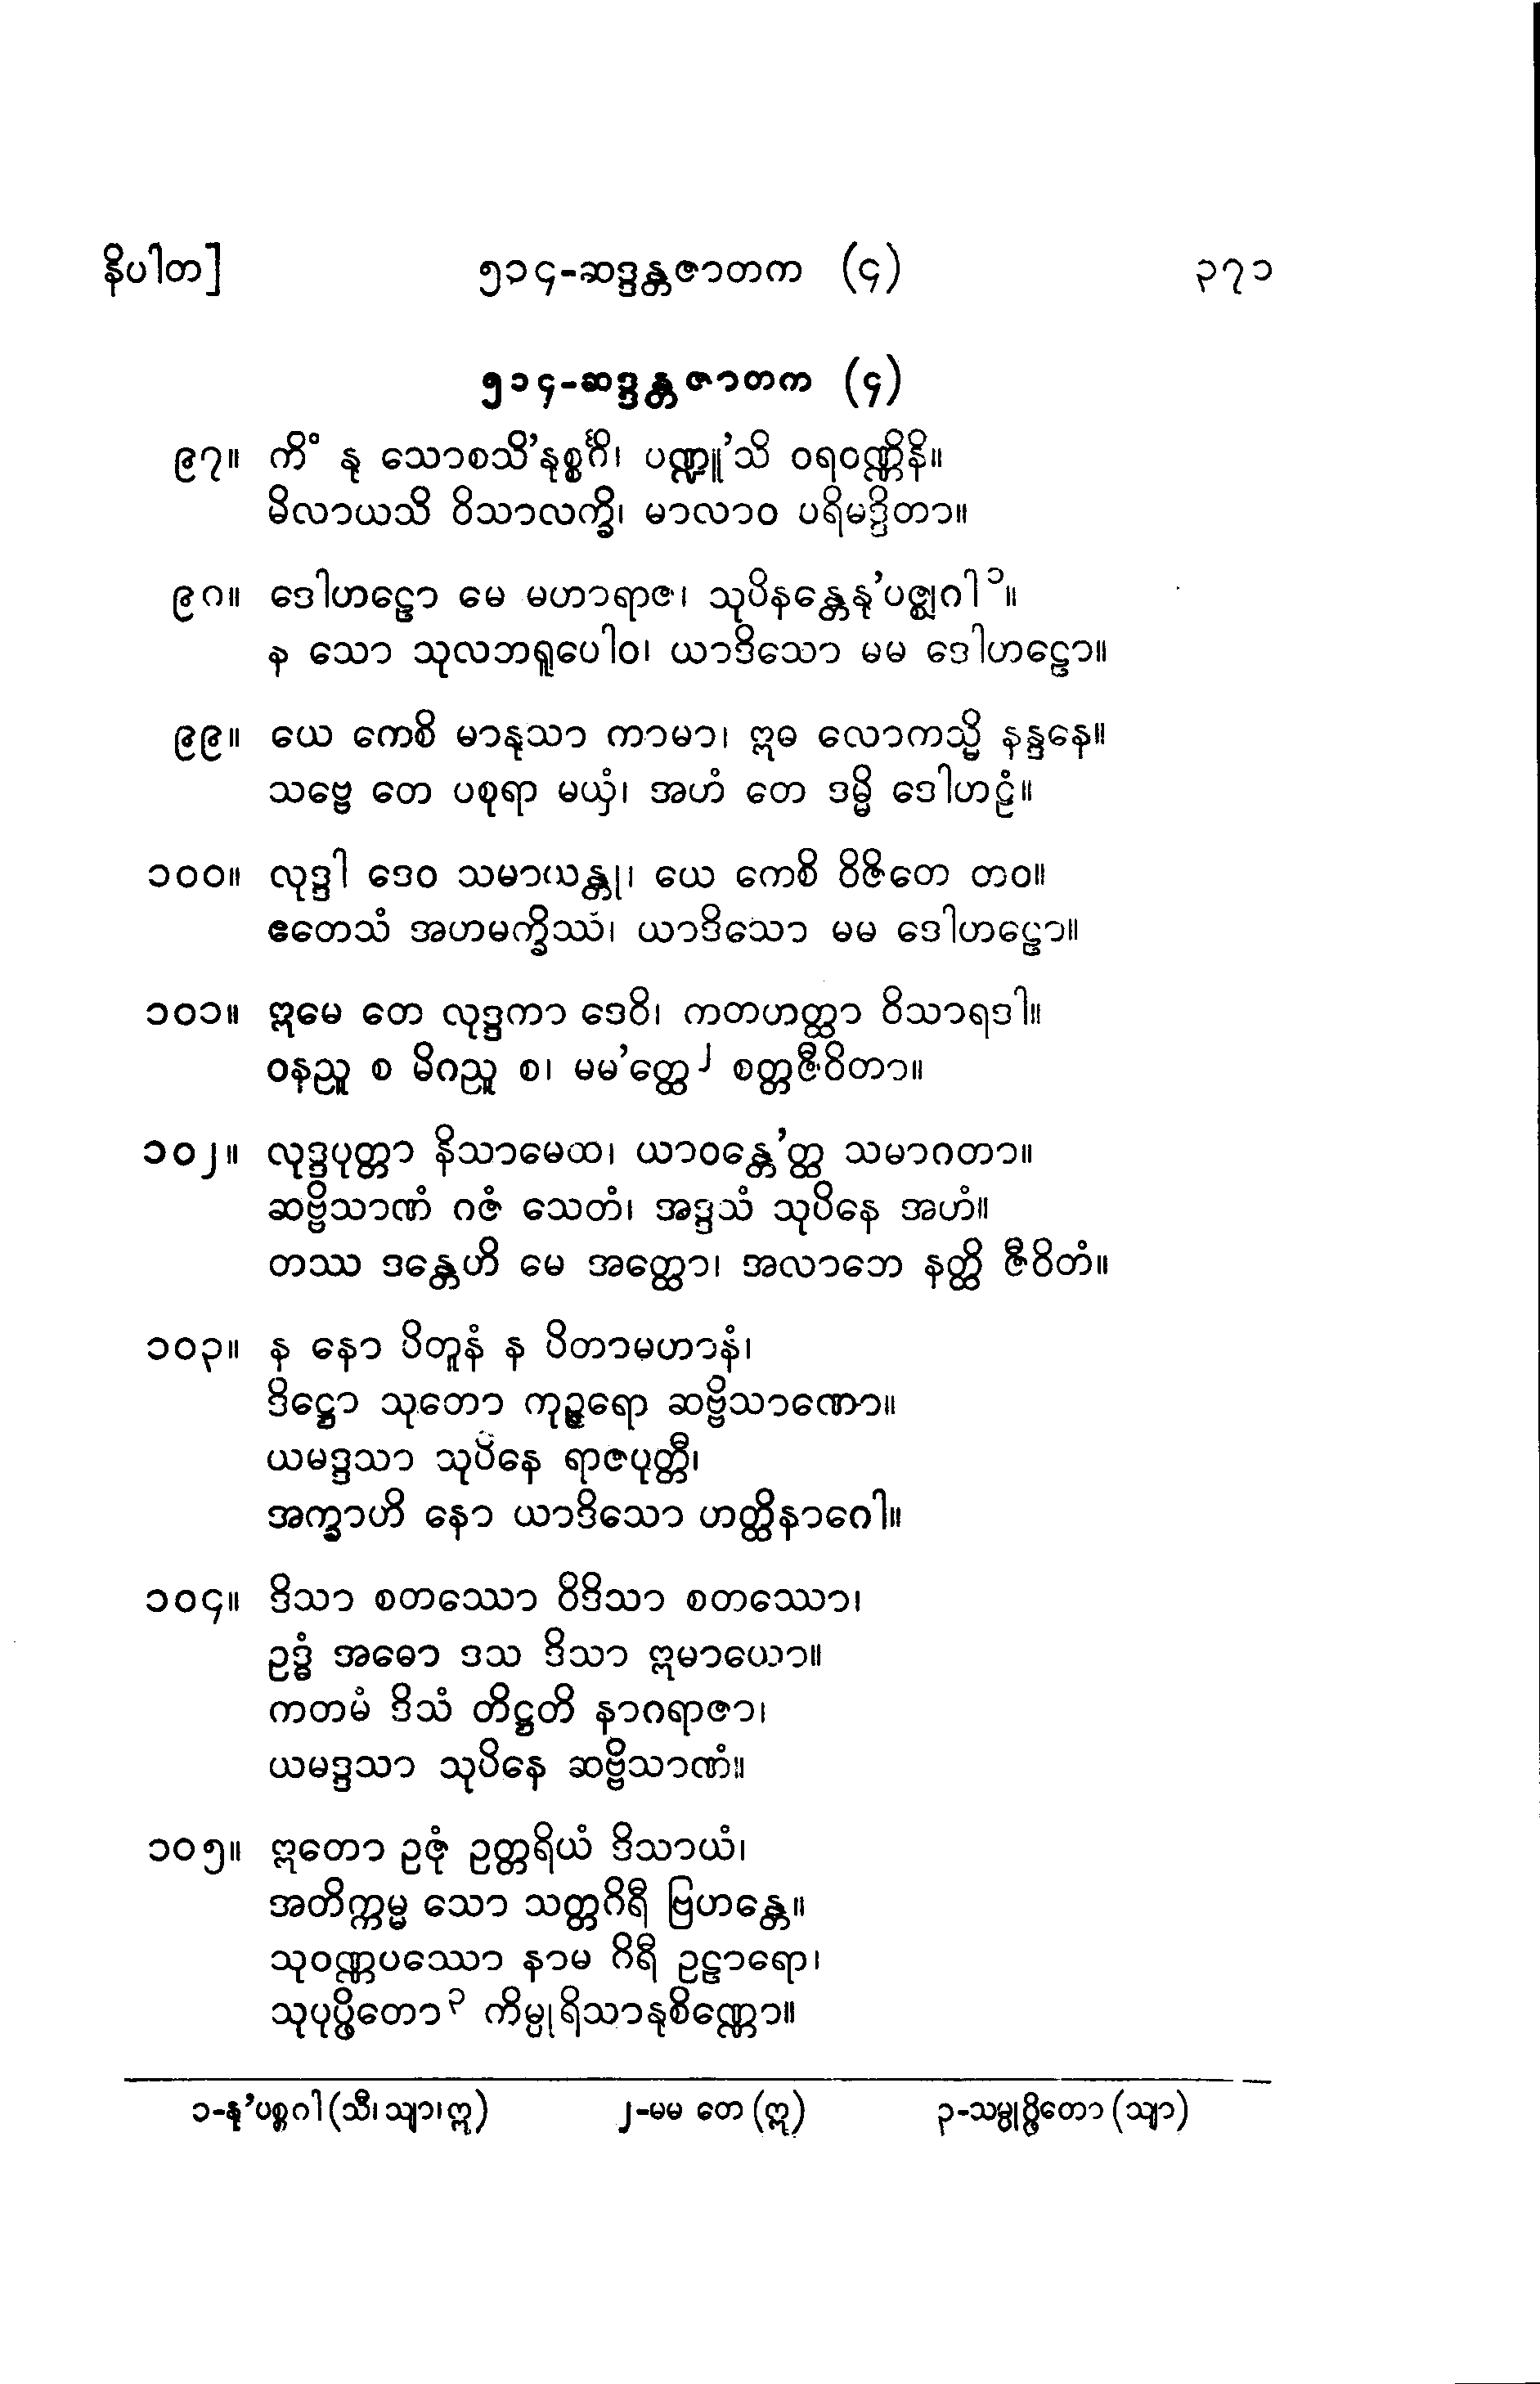 နိပါတ]	၅၁၄-ဆဒ္ဒန္တဇာတက (၄)	၃၇၁
၅၁၄-ဆဒ္ဒန္တဇာတက (၄)
၉၇။ ကိံ နု သောစသိ’နုစ္စင်္ဂိ၊ ပဏ္ဍူ’သိ ဝရဝဏ္ဏိနိ။
မိလာယသိ ဝိသာလက္ခိ၊ မာလာဝ ပရိမဒ္ဒိတာ။
၉၈။ ဒေါဟဠော မေ မဟာရာဇ၊ သုပိနန္တေနု’ပဇ္ဈဂါ၁။
န သော သုလဘရူပေါဝ၊ ယာဒိသော မမ ဒေါဟဠော။
၉၉။ ယေ ကေစိ မာနုသာ ကာမာ၊ ဣဓ လောကသ္မိ နန္ဒနေ။
သဗ္ဗေ တေ ပစုရာ မယှံ၊ အဟံ တေ ဒမ္မိ ဒေါဟဠံ။
၁၀၀။ လုဒ္ဒါ ဒေဝ သမာယန္တု၊ ယေ ကေစိ ဝိဇိတေ တဝ။
ဧတေသံ အဟမက္ခိဿံ၊ ယာဒိသော မမ ဒေါဟဠော။
၁၀၁။ ဣမေ တေ လုဒ္ဒကာ ဒေဝိ၊ ကတဟတ္ထာ ဝိသာရဒါ။
ဝနညူ စ မိဂညူ စ၊ မမ’တ္ထေ၂ စတ္တဇီဝိတာ။
၁၀၂။ လုဒ္ဒပုတ္တာ နိသာမေထ၊ ယာဝန္တေ’တ္ထ သမာဂတာ။
ဆဗ္ဗိသာဏံ ဂဇံ သေတံ၊ အဒ္ဒသံ သုပိနေ အဟံ။
တဿ ဒန္တေဟိ မေ အတ္ထော၊ အလာဘေ နတ္ထိ ဇီဝိတံ။
၁၀၃။ န နော ပိတူနံ န ပိတာမဟာနံ၊
ဒိဋ္ဌော သုတော ကုဉ္ဇရော ဆဗ္ဗိသာဏော။
ယမဒ္ဒသာ သုပိနေ ရာဇပုတ္တီ၊
အက္ခာဟိ နော ယာဒိသော ဟတ္ထိနာဂေါ။
၁၀၄။ ဒိသာ စတဿော ဝိဒိသာ စတဿော၊
ဥဒ္ဓံ အဓော ဒသ ဒိသာ ဣမာယော။
ကတမံ ဒိသံ တိဋ္ဌတိ နာဂရာဇာ၊
ယမဒ္ဒသာ သုပိနေ ဆဗ္ဗိသာဏံ။
၁၀၅။ ဣတော ဥဇုံ ဥတ္တရိယံ ဒိသာယံ၊
အတိက္ကမ္မ သော သတ္တဂိရီ ဗြဟန္တေ။
သုဝဏ္ဏပဿော နာမ ဂိရီ ဥဠာရော၊
သုပုပ္ဖိတော၃ ကိမ္ပုရိသာနုစိဏ္ဏော။
၁-နု’ပစ္စဂါ (သီ၊ သျာ၊ ဣ)	၂-မမ တေ (ဣ)	၃-သမ္ပုပ္ဖိတော (သျာ)